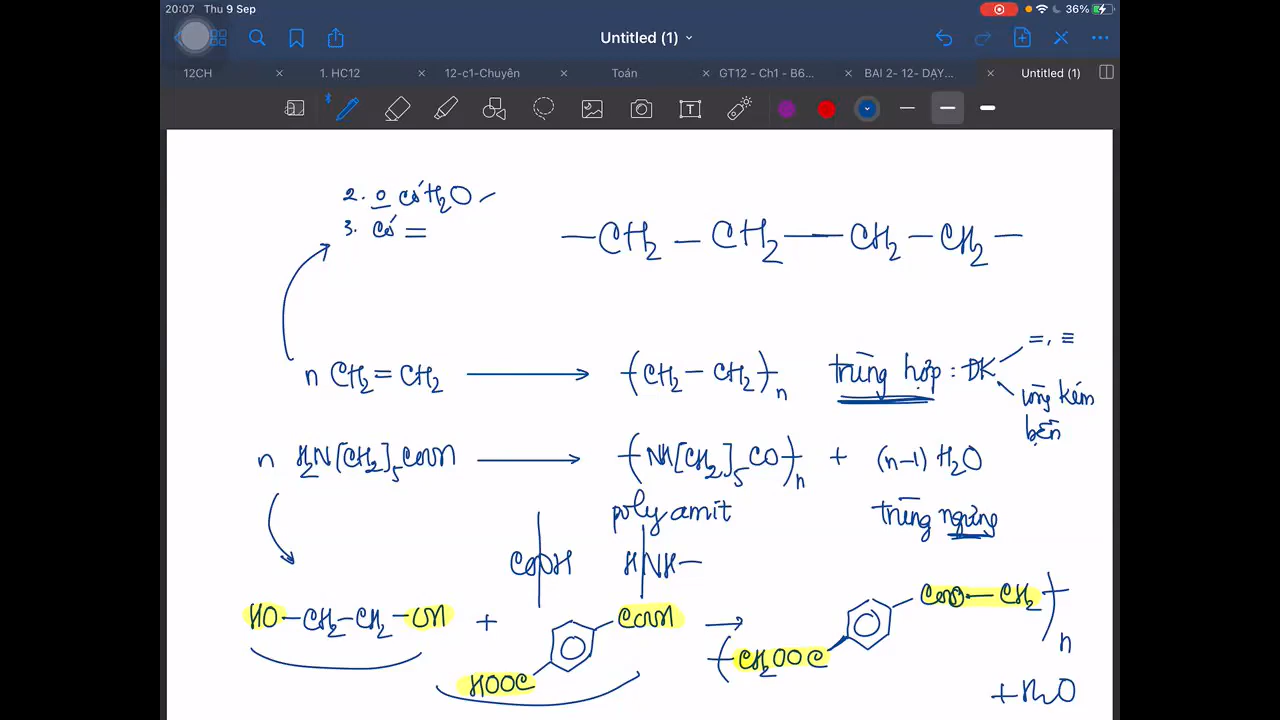 20:07 Thu 9 Sep
36%
Untitled (1)
12CH
1. HC12
12-c1-Chuyên
Toán
GT12 - Ch1 - B6...
BAI 2- 12- DẠY...
Untitled (1)
2. 0 có H₂O
3. Có =
—CH₂—CH₂—CH₂—CH₂—
n CH₂=CH₂ → (CH₂—CH₂)n trùng hợp : ĐK
=, ≡
vòng kém bền
n H₂N[CH₂]₅COOH → (NH[CH₂]₅CO)n + (n-1) H₂O
polyamit
trùng ngưng
COOH HNH—
HO—CH₂—CH₂—OH + HOOC COOH →
(CH₂OOC COO—CH₂)n
+ H₂O